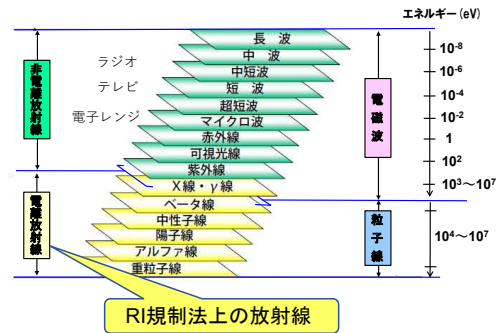 エネルギー(eV)
長 波
中 波
中短波
短 波
超短波
マイクロ波
赤外線
可視光線
紫外線
X線・γ線
ベータ線
中性子線
陽子線
アルファ線
重粒子線
ラジオ
テレビ
電子レンジ
非電離放射線
電離放射線
電磁波
粒子線
10-8
10-6
10-4
10-2
1
102
103～107
104～107
RI規制法上の放射線